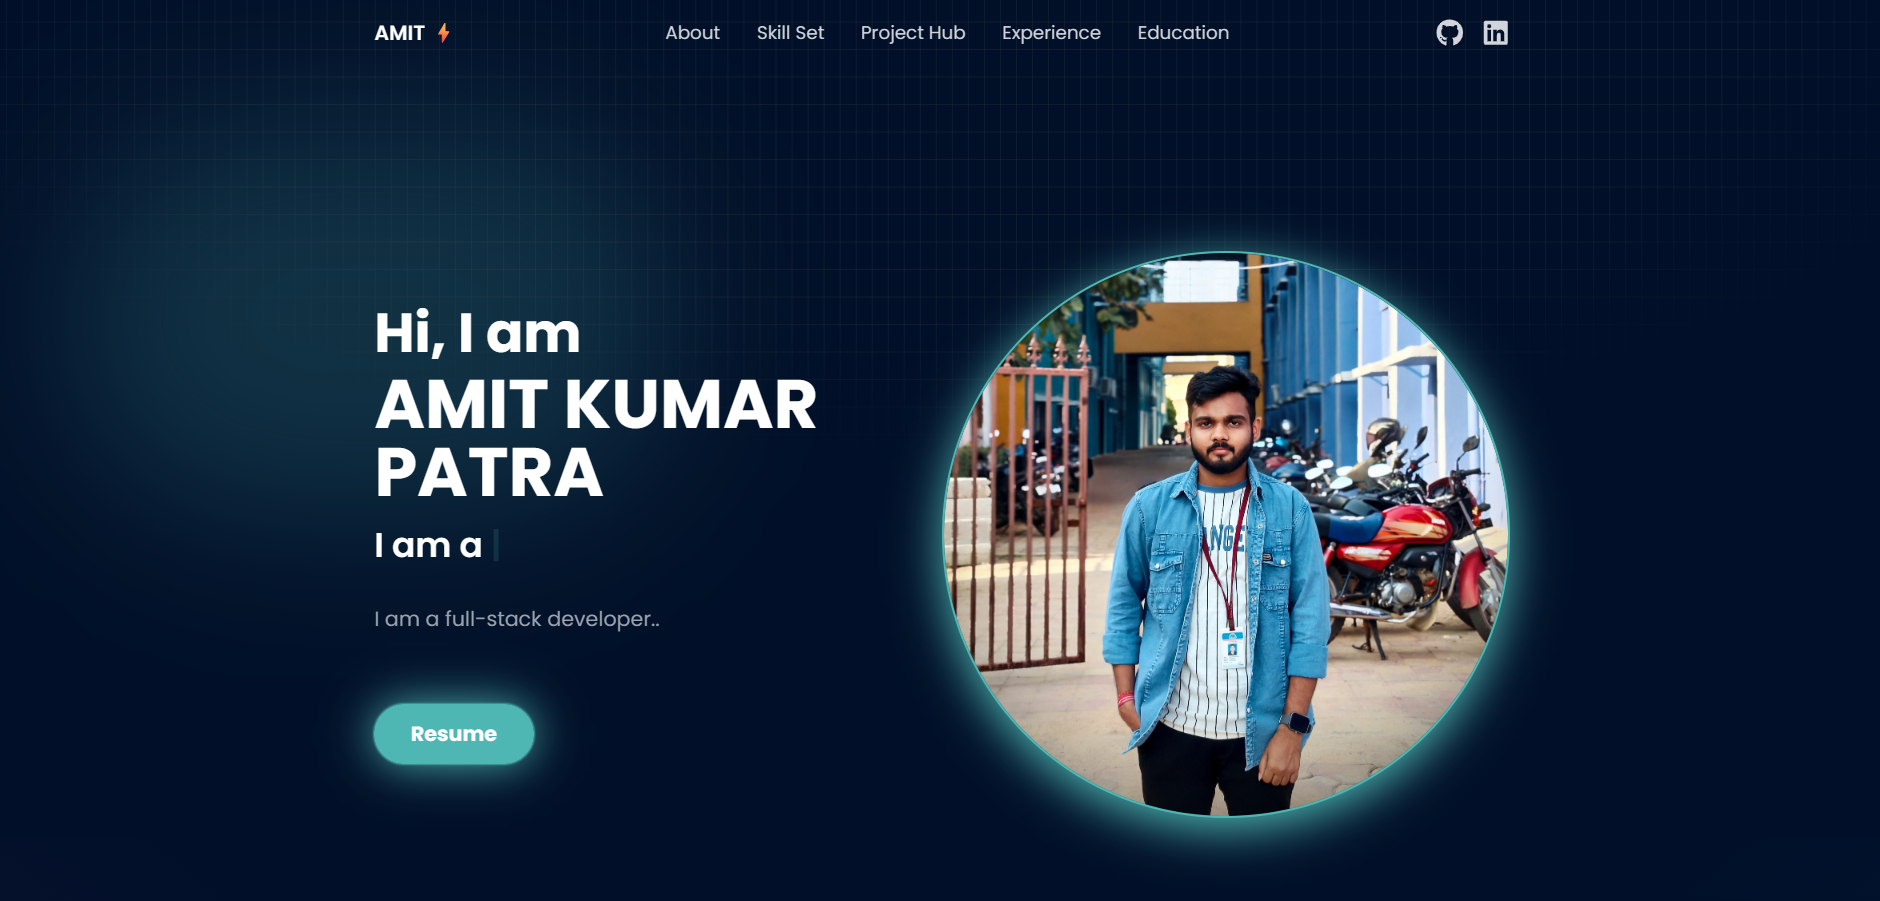 AMIT
About Skill Set Project Hub Experience Education
Hi, I am
AMIT KUMAR
PATRA
I am a
I am a full-stack developer..
Resume